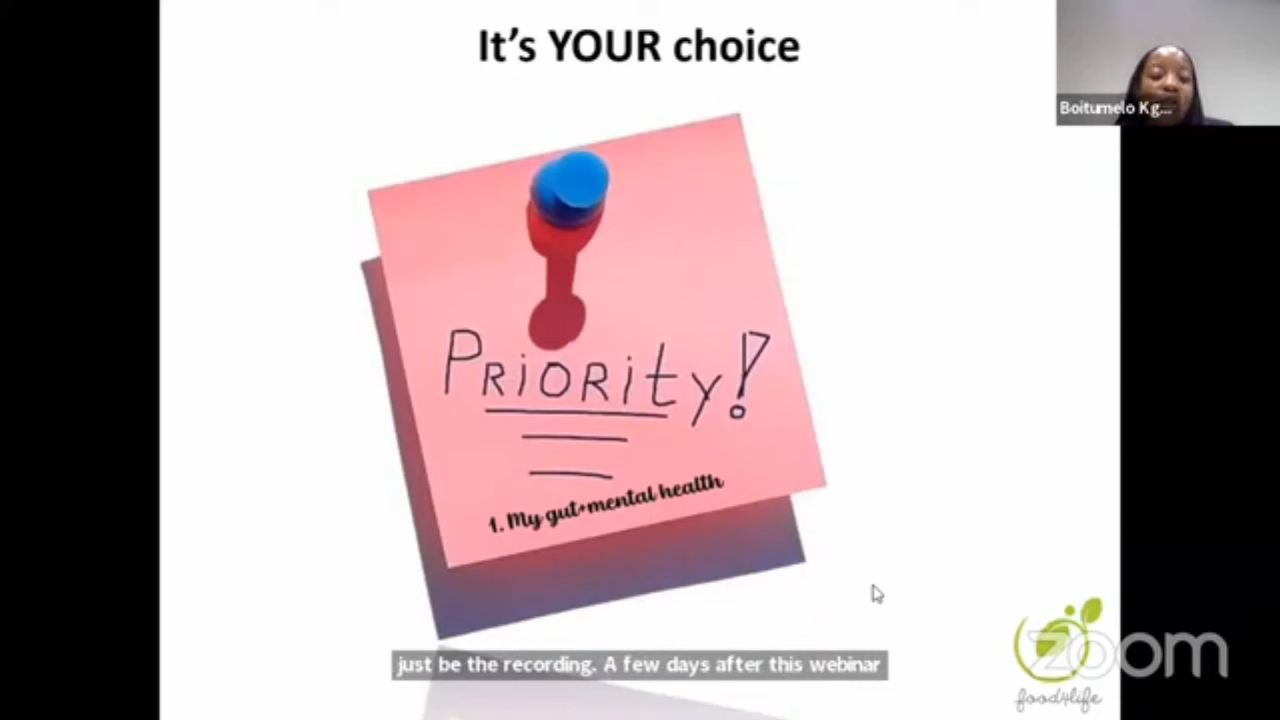 It's YOUR choice
Boitumelo Kg...
PRiORity!
1. My gut+mental health
just be the recording. A few days after this webinar
zoom
food4life